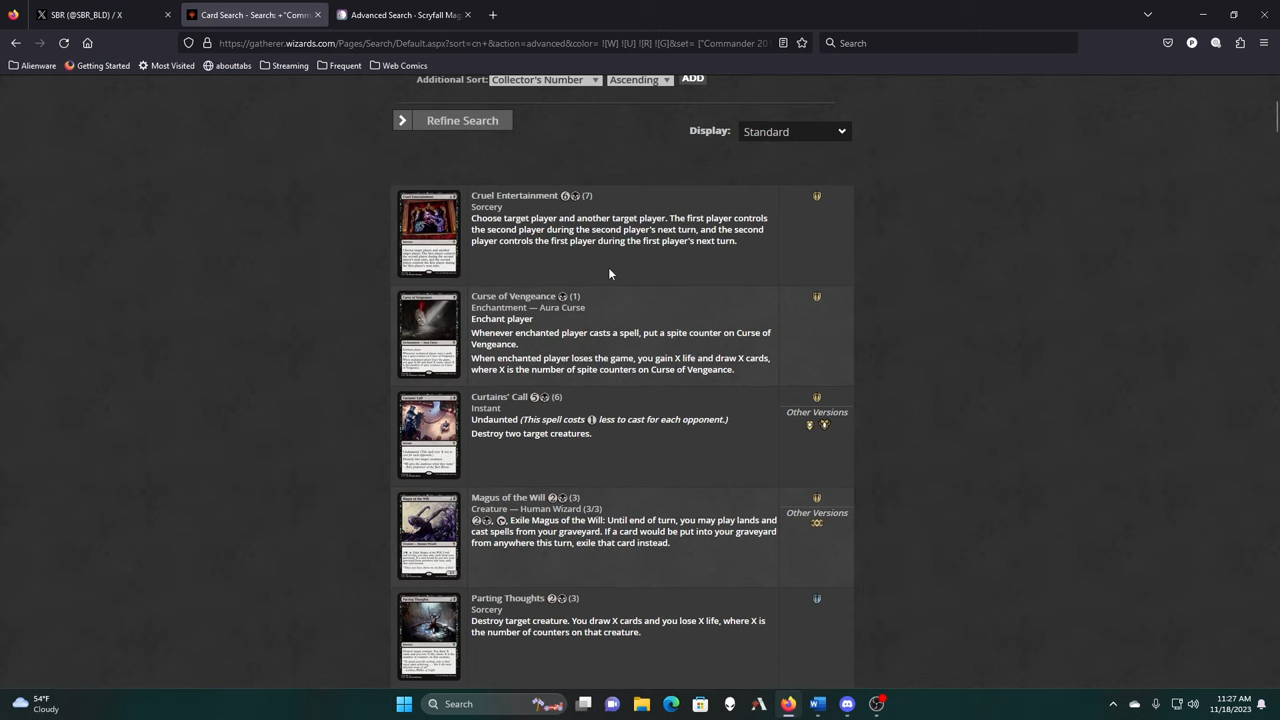 SBR (@SBR_BLD) / X
Card Search - Search: +"Comm
Advanced Search - Scryfall Mag
https://gatherer.wizards.com/Pages/Search/Default.aspx?sort=cn+&action=advanced&color= ![W] ![U] ![R] ![G]&set= ["Commander 20
Search
Alienware
Getting Started
Most Visited
abouttabs
Streaming
Frequent
Web Comics
Additional Sort: Collector's Number Ascending ADD
Refine Search
Display: Standard
Cruel Entertainment (7)
Sorcery
Choose target player and another target player. The first player controls
the second player during the second player's next turn, and the second
player controls the first player during the first player's next turn.
Curse of Vengeance (1)
Enchantment — Aura Curse
Enchant player
Whenever enchanted player casts a spell, put a spite counter on Curse of
Vengeance.
When enchanted player loses the game, you gain X life and draw X cards,
where X is the number of spite counters on Curse of Vengeance.
Curtains' Call 5 (6)
Instant
Undaunted (This spell costs 1 less to cast for each opponent.)
Destroy two target creatures.
Other Versions
Magus of the Will 2 (3)
Creature — Human Wizard (3/3)
2, , Exile Magus of the Will: Until end of turn, you may play lands and
cast spells from your graveyard. If a card would be put into your graveyard
from anywhere this turn, exile that card instead.
Other Versions
Parting Thoughts 2 (3)
Sorcery
Destroy target creature. You draw X cards and you lose X life, where X is
the number of counters on that creature.
54°F
Cloudy
Search
11:27 AM
11/18/2023